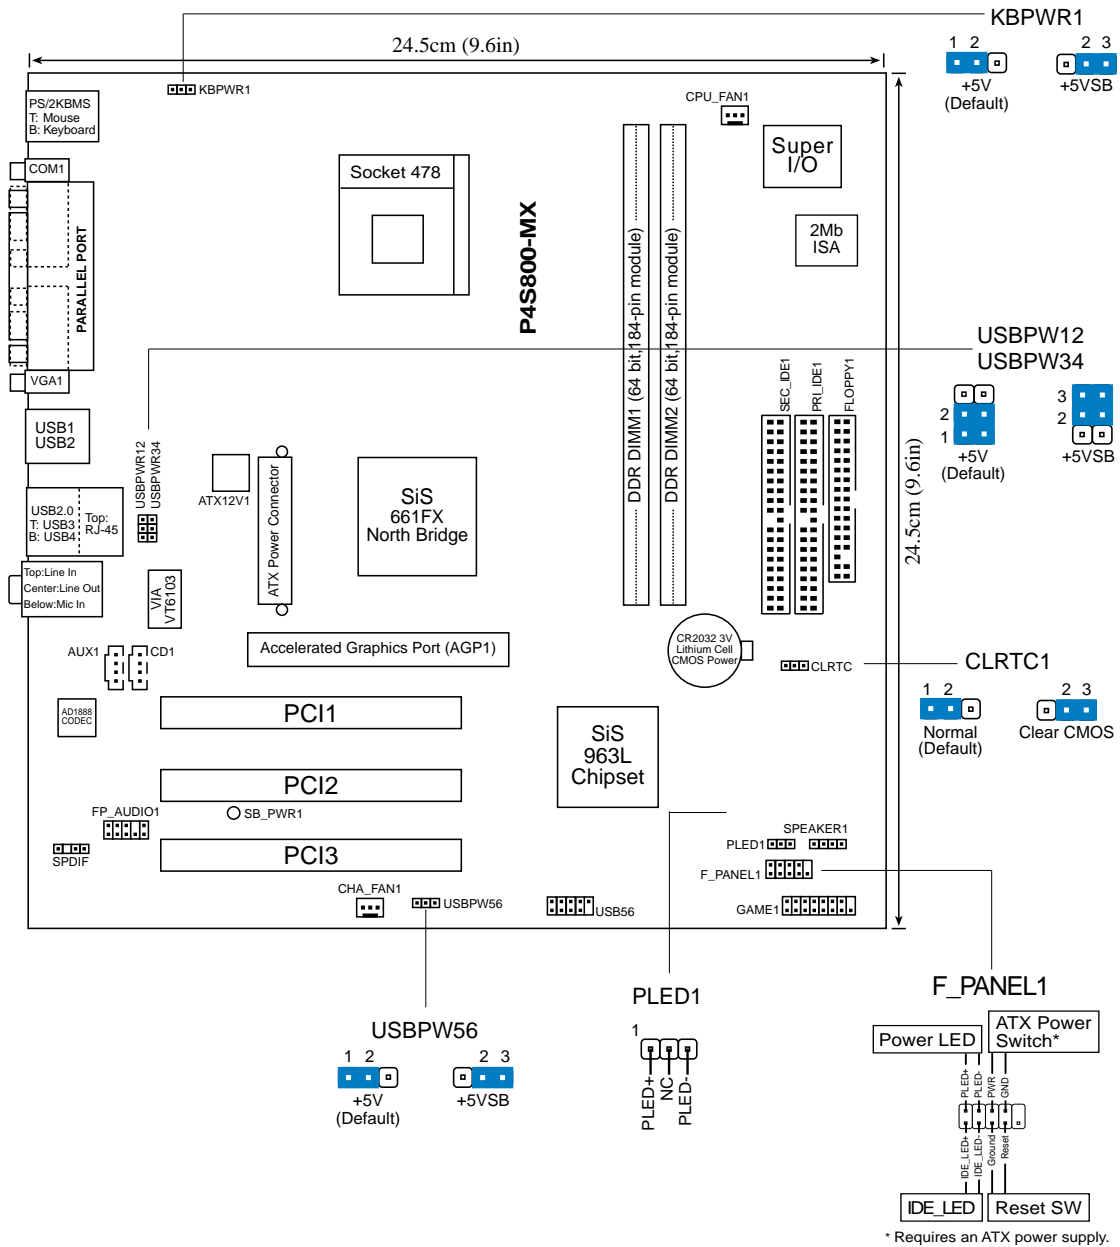 KBPWR1
1 2
2 3
+5V
(Default)
+5VSB
24.5cm (9.6in)
KBPWR1
CPU_FAN1
PS/2KBMS
T: Mouse
B: Keyboard
Super
I/O
COM1
Socket 478
2Mb
ISA
PARALLEL PORT
P4S800-MX
DDR DIMM1 (64 bit,184-pin module)
DDR DIMM2 (64 bit,184-pin module)
SEC_IDE1
PRI_IDE1
FLOPPY1
USBPW12
USBPW34
3
2
2
1
+5V
(Default)
+5VSB
24.5cm (9.6in)
VGA1
USB1
USB2
USBPWR12
USBPWR34
ATX12V1
ATX Power Connector
SiS
661FX
North Bridge
USB2.0
T: USB3
B: USB4
Top:
RJ-45
Top:Line In
Center:Line Out
Below:Mic In
VIA
VT6103
AUX1
CD1
Accelerated Graphics Port (AGP1)
CR2032 3V
Lithium Cell
CMOS Power
CLRTC
CLRTC1
1 2
2 3
Normal
(Default)
Clear CMOS
AD1888
CODEC
PCI1
SiS
963L
Chipset
PCI2
FP_AUDIO1
SB_PWR1
SPEAKER1
PLED1
SPDIF
PCI3
F_PANEL1
CHA_FAN1
USBPW56
USB56
GAME1
USBPW56
1 2
2 3
+5V
(Default)
+5VSB
PLED1
1
PLED+
NC
PLED-
F_PANEL1
Power LED
ATX Power
Switch*
PLED+
PLED-
PWR
GND
IDE_LED+
IDE_LED-
Ground
Reset
IDE_LED
Reset SW
* Requires an ATX power supply.